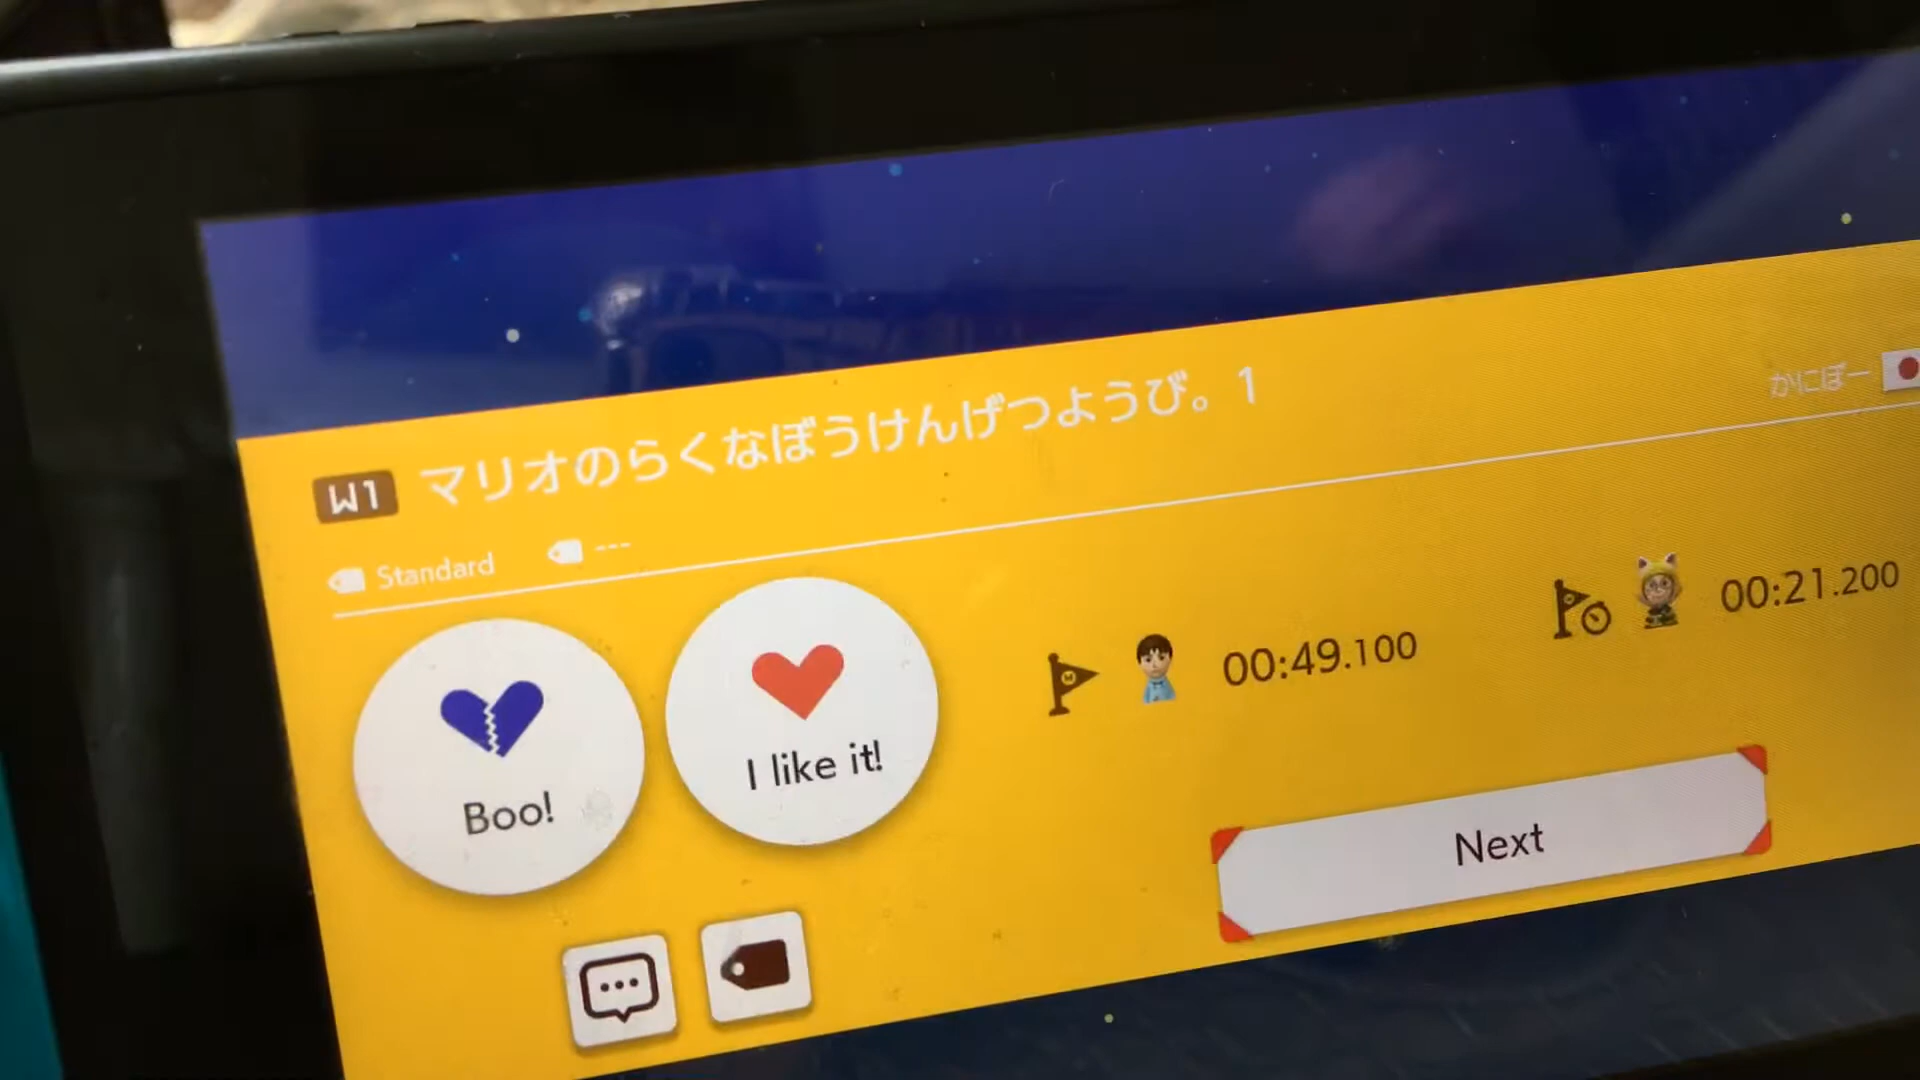 W1 マリオのらくなぼうけんげつようび。1
かにぼー
Standard ---
Boo!
I like it!
00:49.100
00:21.200
Next